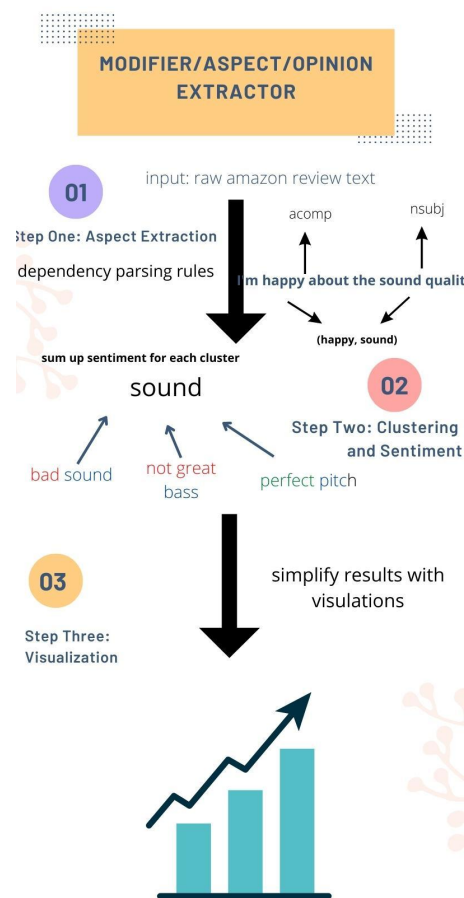 MODIFIER/ASPECT/OPINION
EXTRACTOR
01
input: raw amazon review text
acomp
nsubj
Step One: Aspect Extraction
dependency parsing rules
I'm happy about the sound qualit
(happy, sound)
sum up sentiment for each cluster
sound
02
Step Two: Clustering
and Sentiment
bad sound
not great
bass
perfect pitch
03
simplify results with
visulations
Step Three:
Visualization